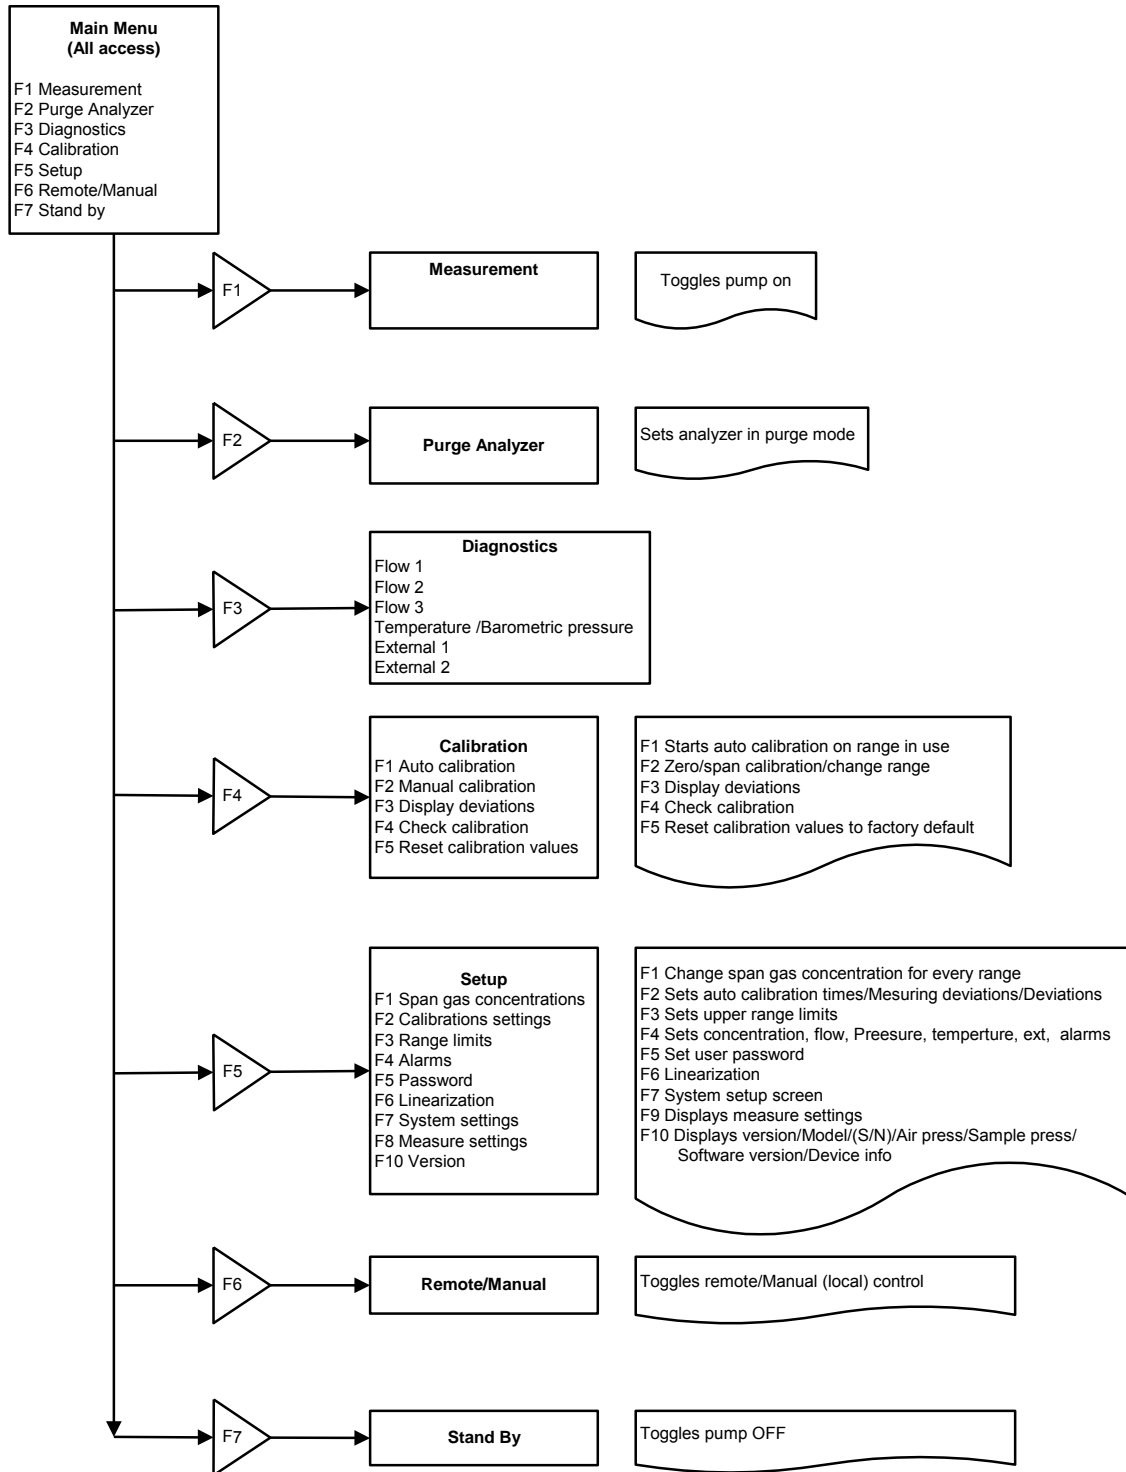 Main Menu
(All access)
F1 Measurement
F2 Purge Analyzer
F3 Diagnostics
F4 Calibration
F5 Setup
F6 Remote/Manual
F7 Stand by
F1
Measurement
Toggles pump on
F2
Purge Analyzer
Sets analyzer in purge mode
F3
Diagnostics
Flow 1
Flow 2
Flow 3
Temperature /Barometric pressure
External 1
External 2
F4
Calibration
F1 Auto calibration
F2 Manual calibration
F3 Display deviations
F4 Check calibration
F5 Reset calibration values
F1 Starts auto calibration on range in use
F2 Zero/span calibration/change range
F3 Display deviations
F4 Check calibration
F5 Reset calibration values to factory default
F5
Setup
F1 Span gas concentrations
F2 Calibrations settings
F3 Range limits
F4 Alarms
F5 Password
F6 Linearization
F7 System settings
F8 Measure settings
F10 Version
F1 Change span gas concentration for every range
F2 Sets auto calibration times/Mesuring deviations/Deviations
F3 Sets upper range limits
F4 Sets concentration, flow, Preesure, temperture, ext, alarms
F5 Set user password
F6 Linearization
F7 System setup screen
F9 Displays measure settings
F10 Displays version/Model/(S/N)/Air press/Sample press/
Software version/Device info
F6
Remote/Manual
Toggles remote/Manual (local) control
F7
Stand By
Toggles pump OFF